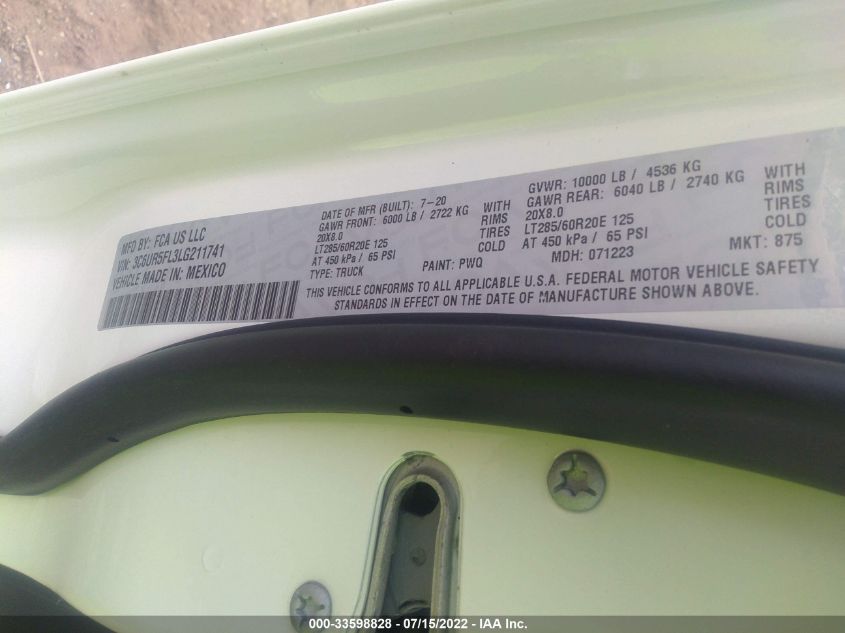 MFD BY: FCA US LLC
VIN: 3C6UR5FL3LG211741
VEHICLE MADE IN: MEXICO
DATE OF MFR (BUILT): 7-20
GAWR FRONT: 6000 LB / 2722 KG WITH
20X8.0 RIMS
LT285/60R20E 125 TIRES
AT 450 kPa / 65 PSI COLD
TYPE: TRUCK PAINT: PWQ
GVWR: 10000 LB / 4536 KG
GAWR REAR: 6040 LB / 2740 KG WITH
20X8.0 RIMS
LT285/60R20E 125 TIRES
AT 450 kPa / 65 PSI COLD
MDH: 071223 MKT: 875
THIS VEHICLE CONFORMS TO ALL APPLICABLE U.S.A. FEDERAL MOTOR VEHICLE SAFETY
STANDARDS IN EFFECT ON THE DATE OF MANUFACTURE SHOWN ABOVE.
000-33598828 - 07/15/2022 - IAA Inc.